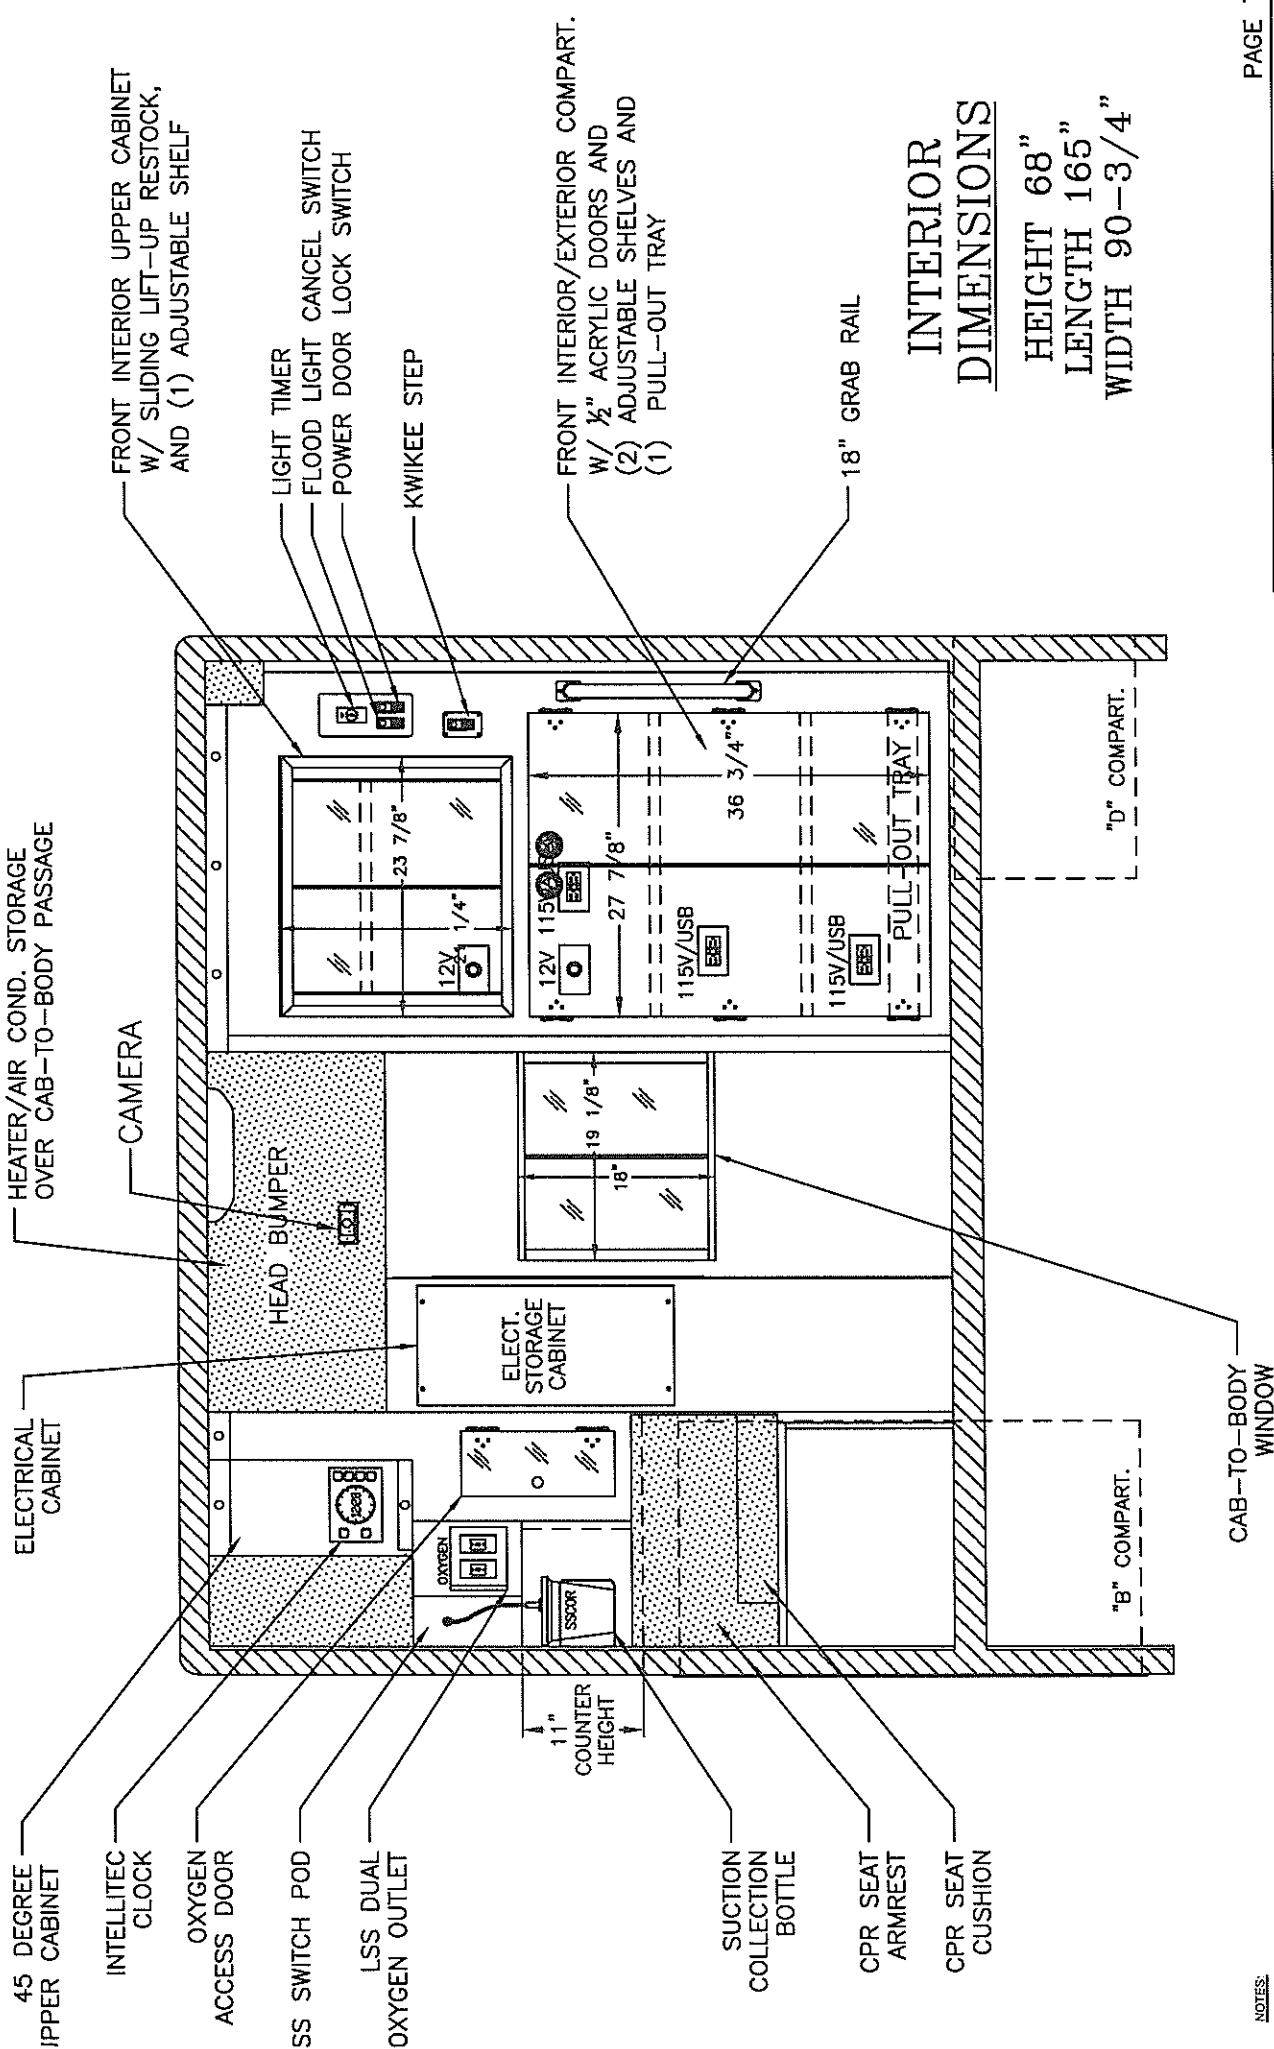 HEATER/AIR COND. STORAGE
OVER CAB-TO-BODY PASSAGE
CAMERA
ELECTRICAL
CABINET
45 DEGREE
IPPER CABINET
INTELLITEC
CLOCK
OXYGEN
ACCESS DOOR
SS SWITCH POD
LSS DUAL
OXYGEN OUTLET
SUCTION
COLLECTION
BOTTLE
CPR SEAT
ARMREST
CPR SEAT
CUSHION
11"
COUNTER
HEIGHT
OXYGEN
SSCOR
HEAD BUMPER
ELECT.
STORAGE
CABINET
19 1/8"
18"
23 7/8"
1/4"
12V
12V
115V
27 7/8"
36 3/4"
115V/USB
115V/USB
PULL-OUT TRAY
"B" COMPART.
"D" COMPART.
CAB-TO-BODY
WINDOW
FRONT INTERIOR UPPER CABINET
W/ SLIDING LIFT-UP RESTOCK,
AND (1) ADJUSTABLE SHELF
LIGHT TIMER
FLOOD LIGHT CANCEL SWITCH
POWER DOOR LOCK SWITCH
KWIKEE STEP
FRONT INTERIOR/EXTERIOR COMPART.
W/ ½" ACRYLIC DOORS AND
(2) ADJUSTABLE SHELVES AND
(1) PULL-OUT TRAY
18" GRAB RAIL
INTERIOR
DIMENSIONS
HEIGHT 68"
LENGTH 165"
WIDTH 90-3/4"
NOTES:
PAGE